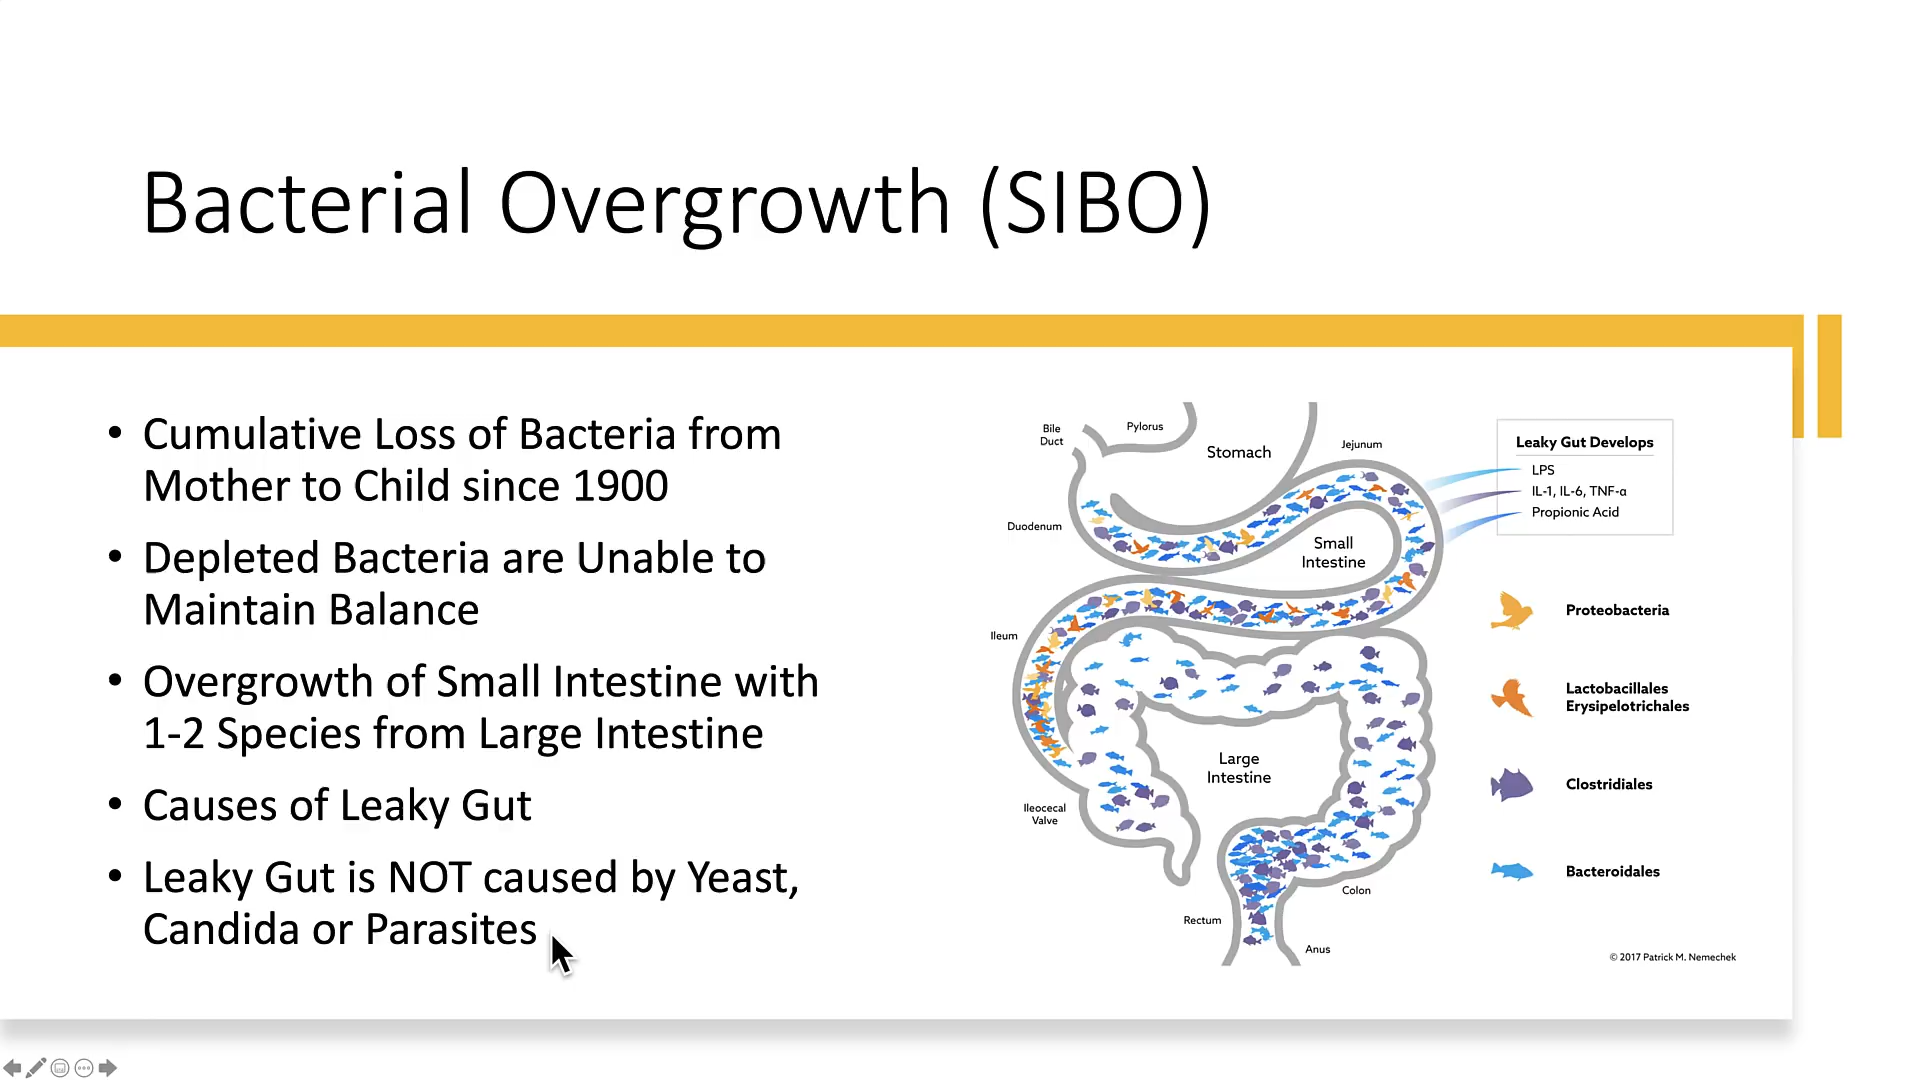 Bacterial Overgrowth (SIBO)
• Cumulative Loss of Bacteria from
Mother to Child since 1900
• Depleted Bacteria are Unable to
Maintain Balance
• Overgrowth of Small Intestine with
1-2 Species from Large Intestine
• Causes of Leaky Gut
• Leaky Gut is NOT caused by Yeast,
Candida or Parasites
Bile
Duct
Pylorus
Stomach
Jejunum
Duodenum
Small
Intestine
Ileum
Large
Intestine
Ileocecal
Valve
Colon
Rectum
Anus
Leaky Gut Develops
LPS
IL-1, IL-6, TNF-α
Propionic Acid
Proteobacteria
Lactobacillales
Erysipelotrichales
Clostridiales
Bacteroidales
© 2017 Patrick M. Nemechek